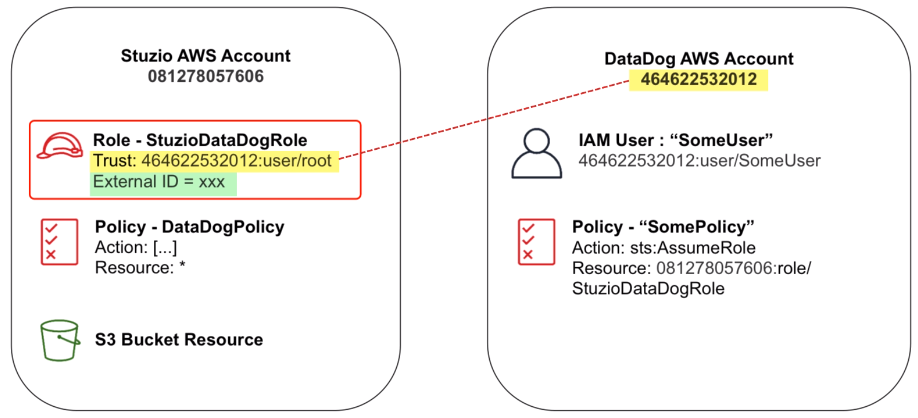 Stuzio AWS Account
081278057606
Role - StuzioDataDogRole
Trust: 464622532012:user/root
External ID = xxx
Policy - DataDogPolicy
Action: [...]
Resource: *
S3 Bucket Resource
DataDog AWS Account
464622532012
IAM User : “SomeUser”
464622532012:user/SomeUser
Policy - “SomePolicy”
Action: sts:AssumeRole
Resource: 081278057606:role/
StuzioDataDogRole